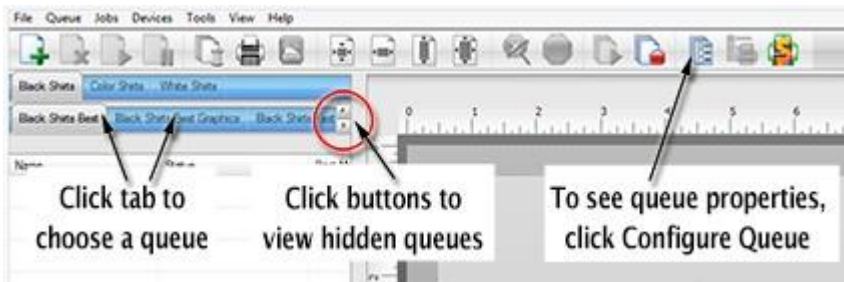 File Queue Jobs Devices Tools View Help
Black Shirts Color Shirts White Shirts
Black Shirts Best Black Shirts Best Graphics Black Shirts
0 1 2 3 4 5 6
Name Status
Click tab to
choose a queue
Click buttons to
view hidden queues
To see queue properties,
click Configure Queue